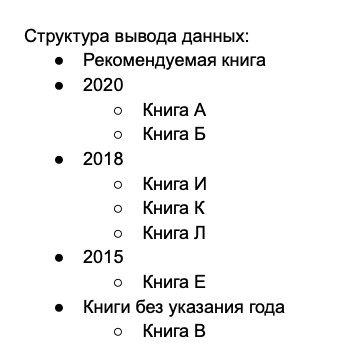 Структура вывода данных:
● Рекомендуемая книга
● 2020
○ Книга А
○ Книга Б
● 2018
○ Книга И
○ Книга К
○ Книга Л
● 2015
○ Книга Е
● Книги без указания года
○ Книга В